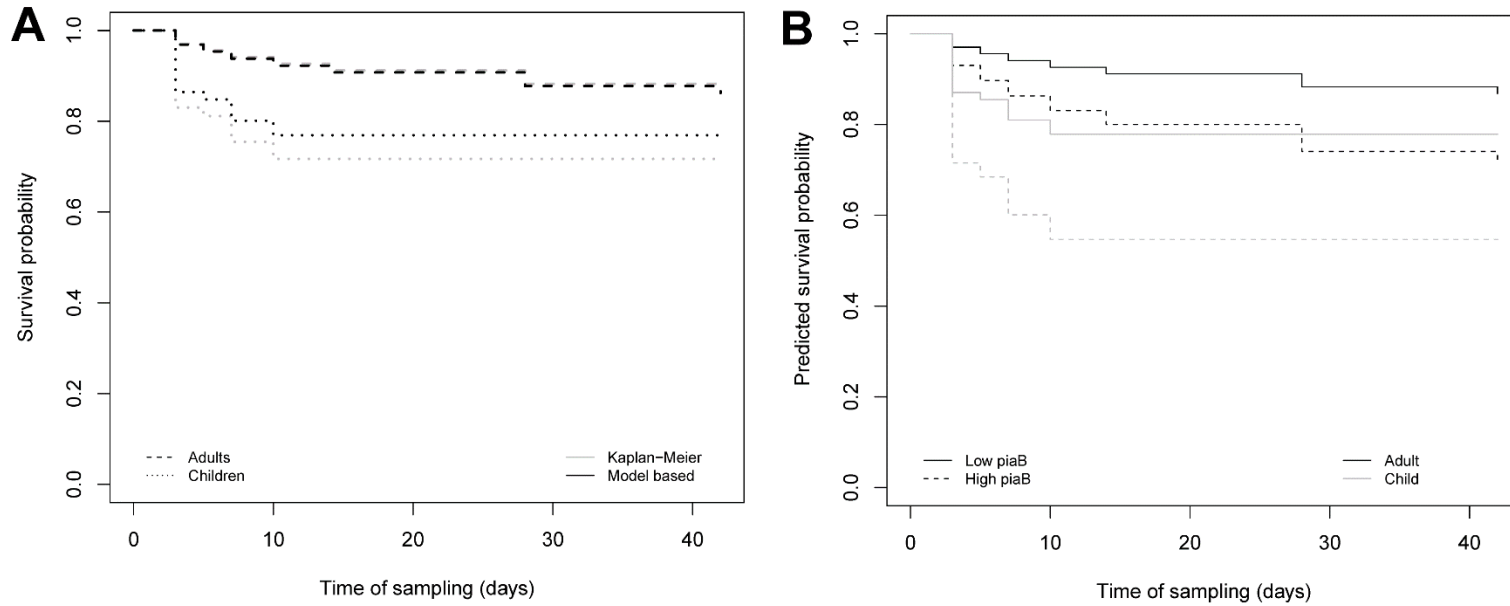 A
Survival probability
1.0
0.8
0.6
0.4
0.2
0.0
Adults
Children
Kaplan−Meier
Model based
0 10 20 30 40
Time of sampling (days)
B
Predicted survival probability
1.0
0.8
0.6
0.4
0.2
0.0
Low piaB
High piaB
Adult
Child
0 10 20 30 40
Time of sampling (days)